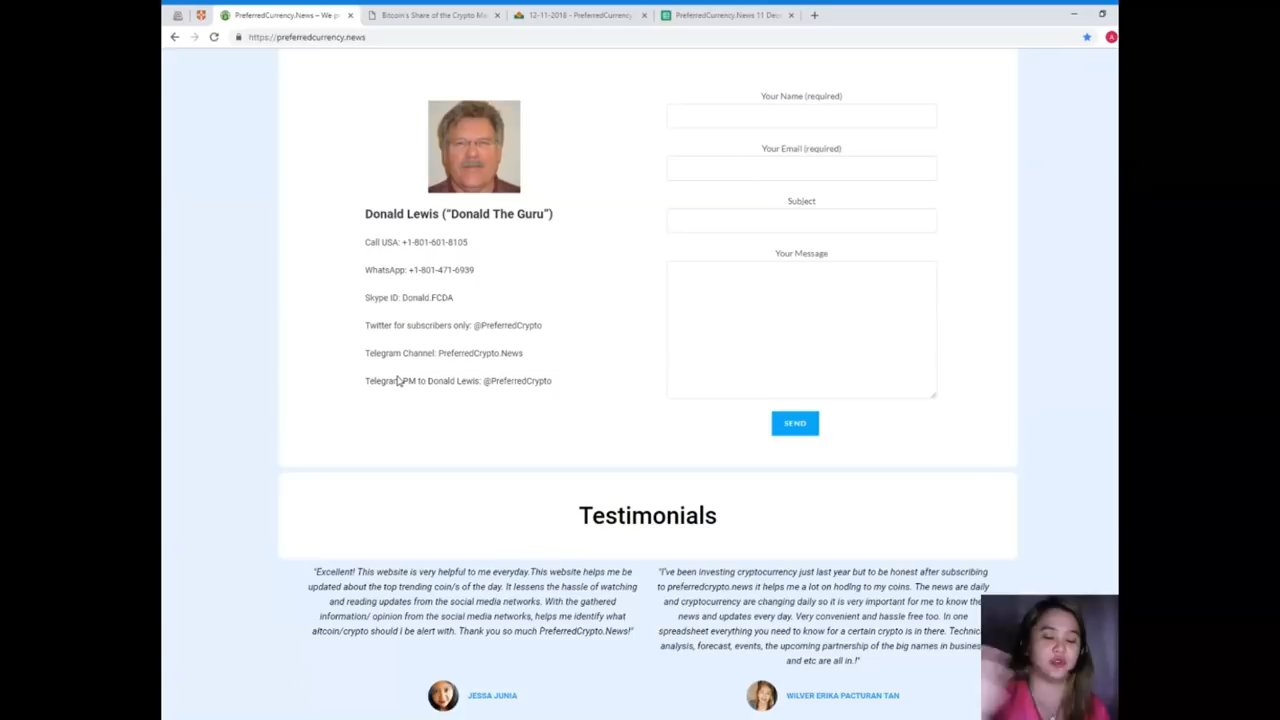 PreferredCurrency.News – We pr
Bitcoin's Share of the Crypto Ma
12-11-2018 - PreferredCurrency
PreferredCurrency.News 11 Dec
https://preferredcurrency.news
A
Your Name (required)
Your Email (required)
Subject
Your Message
SEND
Donald Lewis ("Donald The Guru")
Call USA: +1-801-601-8105
WhatsApp: +1-801-471-6939
Skype ID: Donald.FCDA
Twitter for subscribers only: @PreferredCrypto
Telegram Channel: PreferredCrypto.News
Telegram PM to Donald Lewis: @PreferredCrypto
Testimonials
"Excellent! This website is very helpful to me everyday.This website helps me be
updated about the top trending coin/s of the day. It lessens the hassle of watching
and reading updates from the social media networks. With the gathered
information/ opinion from the social media networks, helps me identify what
altcoin/crypto should I be alert with. Thank you so much PreferredCrypto.News!"
JESSA JUNIA
"I've been investing cryptocurrency just last year but to be honest after subscribing
to preferredcrypto.news it helps me a lot on hodlng to my coins. The news are daily
and cryptocurrency are changing daily so it is very important for me to know the
news and updates every day. Very convenient and hassle free too. In one
spreadsheet everything you need to know for a certain crypto is in there. Technic
analysis, forecast, events, the upcoming partnership of the big names in busines
and etc are all in.!"
WILVER ERIKA PACTURAN TAN